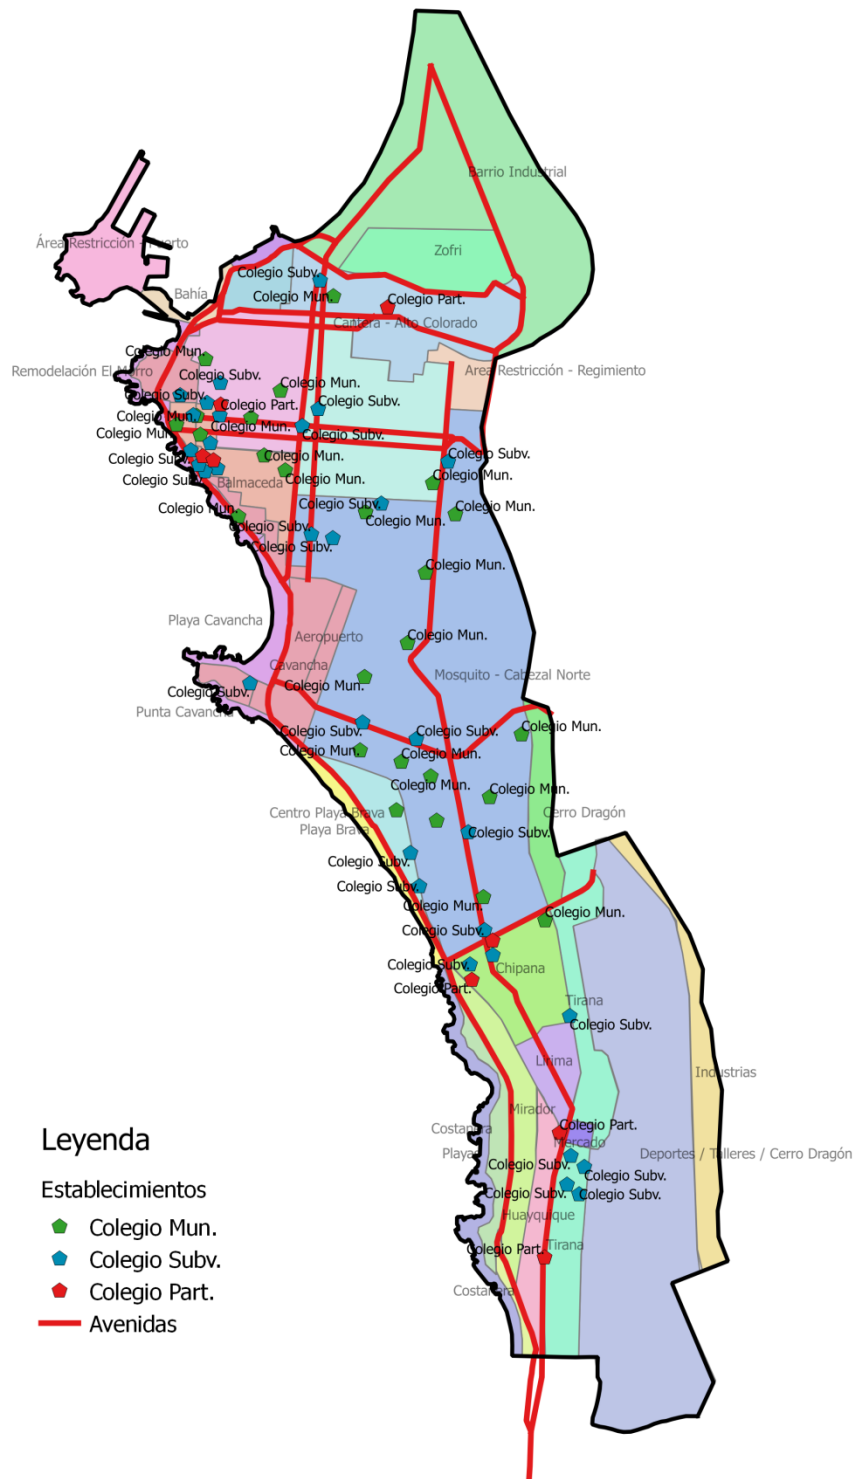 Barrio Industrial
Área Restricción - Puerto
Zofri
Colegio Subv.
Bahía
Colegio Mun.
Colegio Part.
Cantera - Alto Colorado
Colegio Mun.
Remodelación El Morro
Area Restricción - Regimiento
Colegio Subv.
Colegio Mun.
Colegio Subv.
Colegio Part.
Colegio Subv.
Colegio Mun.
Colegio Mun.
Colegio Mun.
Colegio Subv.
Colegio Subv.
Colegio Mun.
Colegio Subv.
Colegio Mun.
Colegio Mun.
Colegio Subv.
Balmaceda
Colegio Subv.
Colegio Mun.
Colegio Mun.
Colegio Mun.
Colegio Subv.
Colegio Subv.
Colegio Mun.
Playa Cavancha
Aeropuerto
Colegio Mun.
Cavancha
Mosquito - Cabezal Norte
Colegio Mun.
Colegio Subv.
Punta Cavancha
Colegio Subv.
Colegio Subv.
Colegio Mun.
Colegio Mun.
Colegio Mun.
Colegio Mun.
Colegio Mun.
Centro Playa Brava
Cerro Dragón
Playa Brava
Colegio Subv.
Colegio Subv.
Colegio Subv.
Colegio Mun.
Colegio Mun.
Colegio Subv.
Colegio Subv.
Chipana
Colegio Part.
Tirana
Colegio Subv.
Lirima
Industrias
Mirador
Costanera
Colegio Part.
Mercado
Playas
Deportes / Talleres / Cerro Dragón
Colegio Subv.
Colegio Subv.
Colegio Subv.
Colegio Subv.
Huayquique
Colegio Part.
Tirana
Costanera
Leyenda
Establecimientos
Colegio Mun.
Colegio Subv.
Colegio Part.
Avenidas